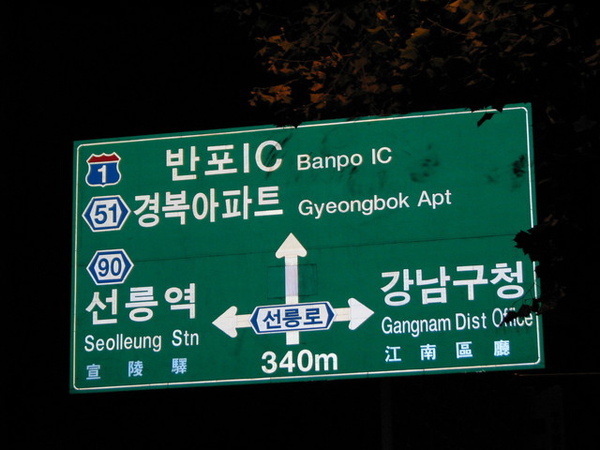 1 반포IC Banpo IC
51 경복아파트 Gyeongbok Apt
90
선릉역
Seolleung Stn
宣陵驛
선릉로
340m
강남구청
Gangnam Dist Office
江南區廳